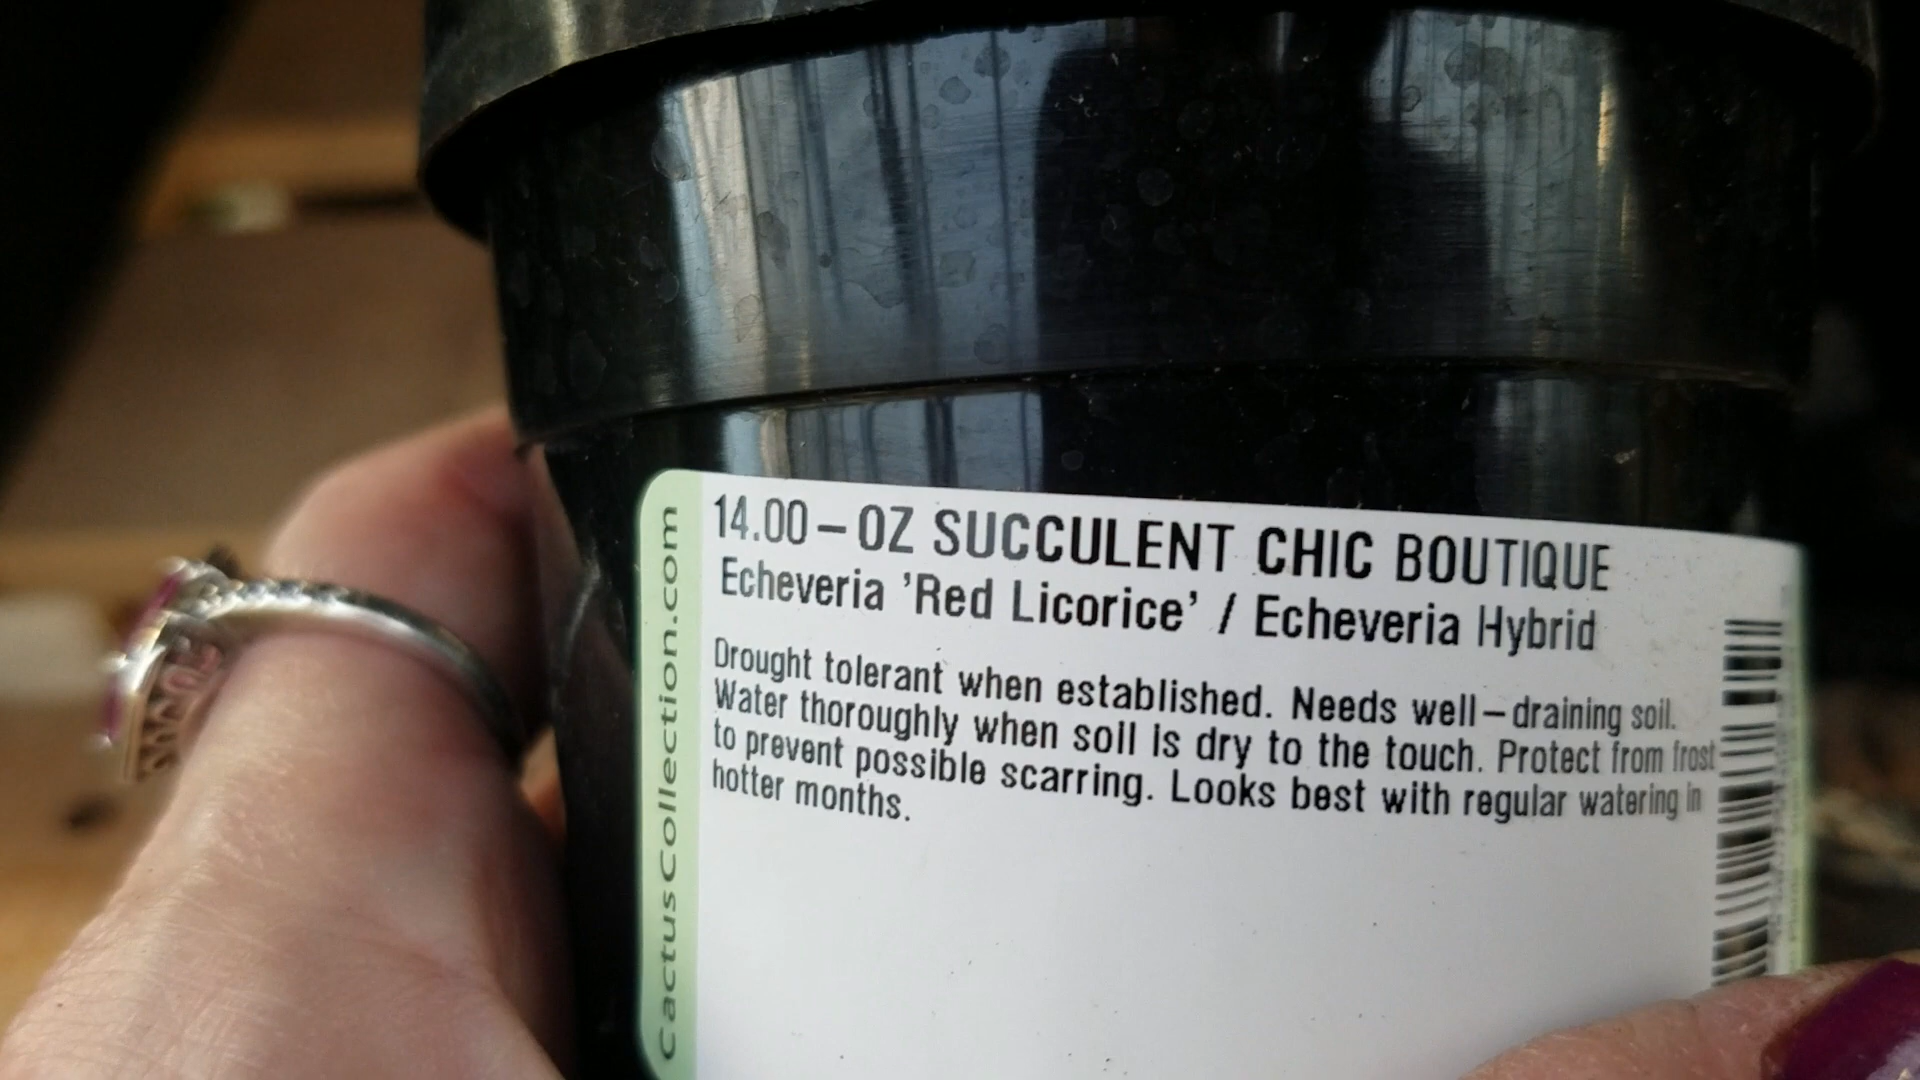 14.00-OZ SUCCULENT CHIC BOUTIQUE
Echeveria 'Red Licorice' / Echeveria Hybrid
Drought tolerant when established. Needs well-draining soil.
Water thoroughly when soil is dry to the touch. Protect from frost
to prevent possible scarring. Looks best with regular watering in
hotter months.
CactusCollection.com